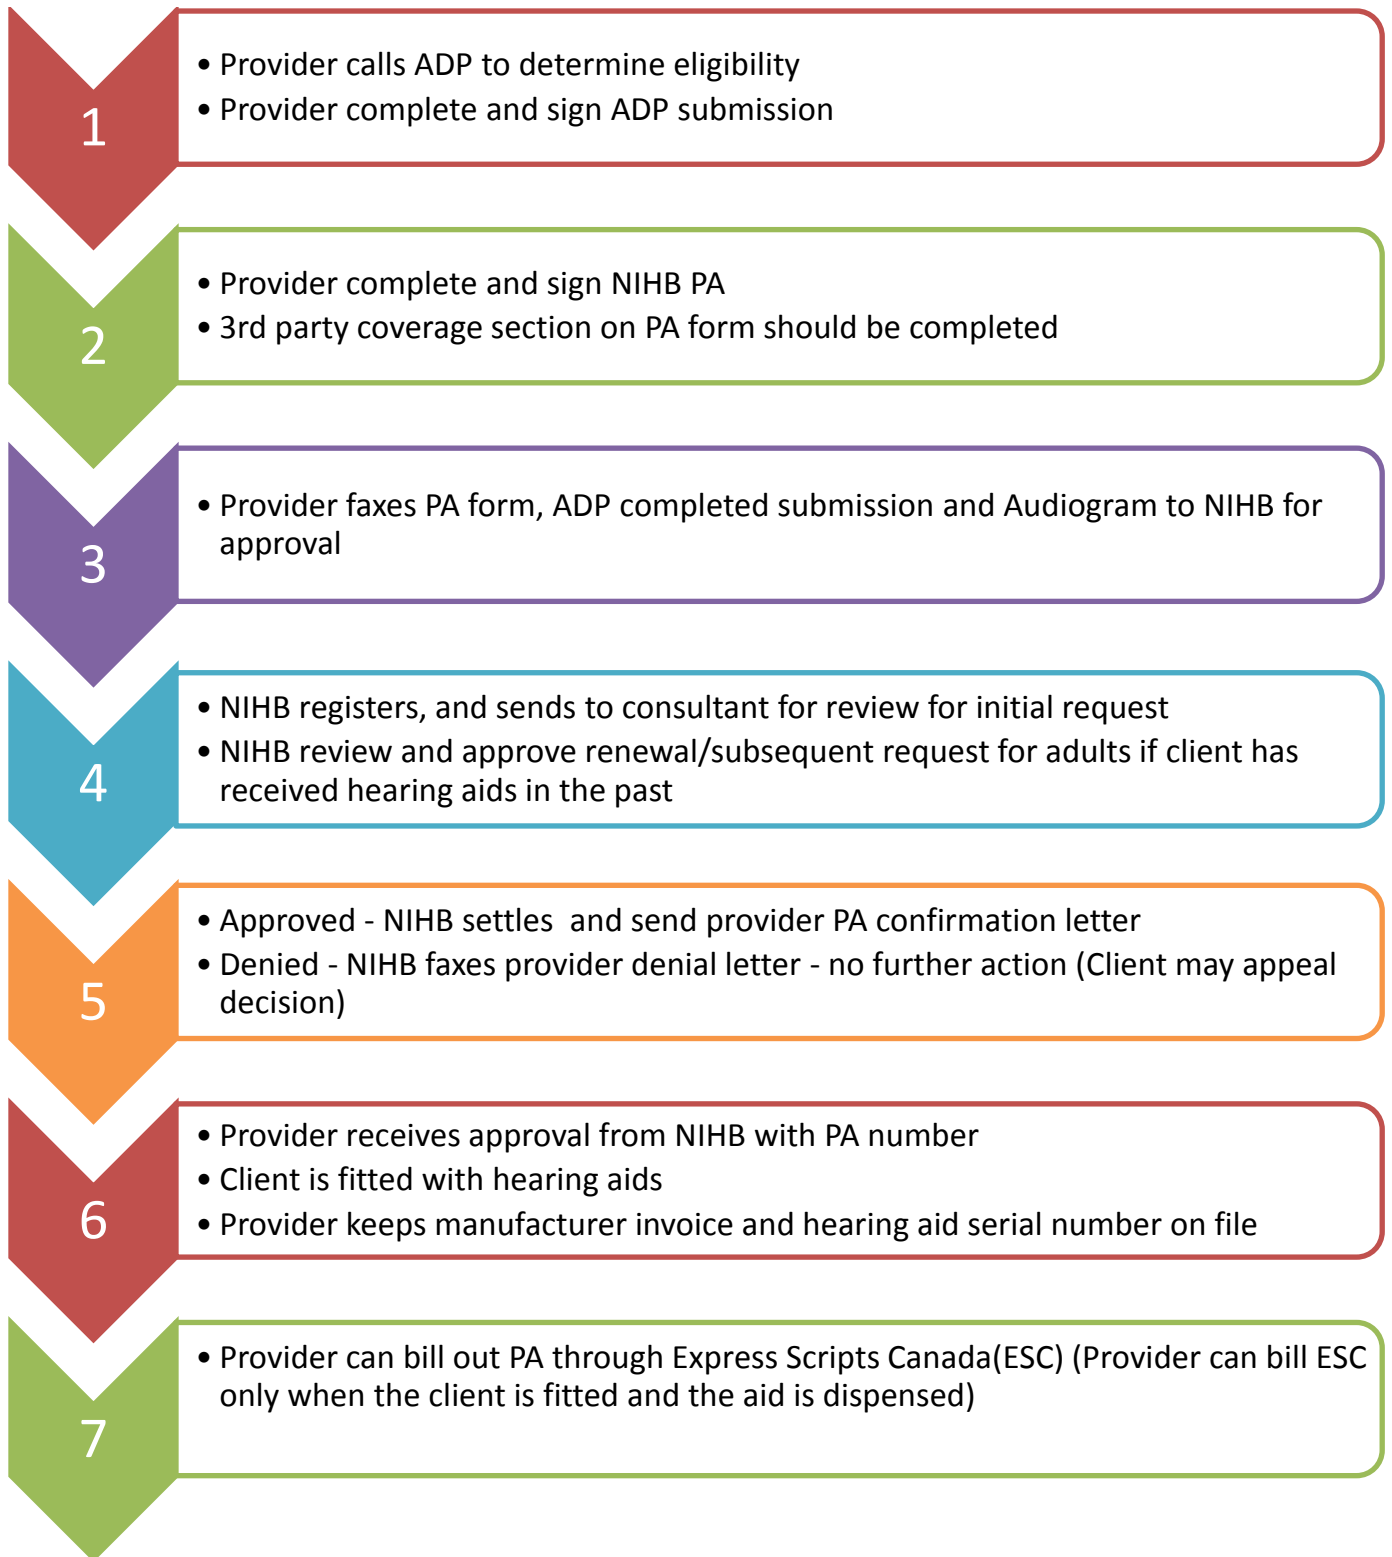 1
• Provider calls ADP to determine eligibility
• Provider complete and sign ADP submission
2
• Provider complete and sign NIHB PA
• 3rd party coverage section on PA form should be completed
3
• Provider faxes PA form, ADP completed submission and Audiogram to NIHB for
approval
4
• NIHB registers, and sends to consultant for review for initial request
• NIHB review and approve renewal/subsequent request for adults if client has
received hearing aids in the past
5
• Approved - NIHB settles  and send provider PA confirmation letter
• Denied - NIHB faxes provider denial letter - no further action (Client may appeal
decision)
6
• Provider receives approval from NIHB with PA number
• Client is fitted with hearing aids
• Provider keeps manufacturer invoice and hearing aid serial number on file
7
• Provider can bill out PA through Express Scripts Canada(ESC) (Provider can bill ESC
only when the client is fitted and the aid is dispensed)